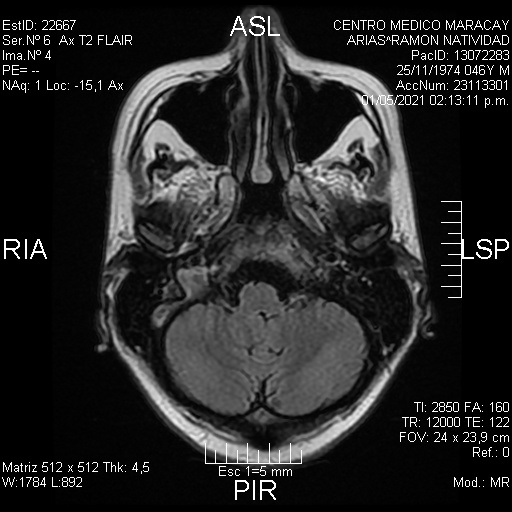 EstID: 22667
Ser.Nº 6 Ax T2 FLAIR
Ima.Nº 4
PE= --
NAq: 1 Loc: -15,1 Ax
ASL
CENTRO MEDICO MARACAY
ARIAS^RAMON NATIVIDAD
PacID: 13072283
25/11/1974 046Y M
AccNum: 23113301
01/05/2021 02:13:11 p.m.
RIA
LSP
TI: 2850 FA: 160
TR: 12000 TE: 122
FOV: 24 x 23,9 cm
Ref.: 0
Matriz 512 x 512 Thk: 4,5
W:1784 L:892
Esc 1=5 mm
PIR
Mod.: MR